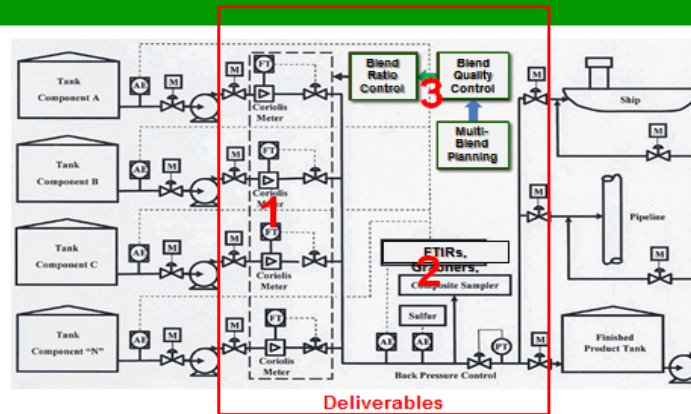 Tank
Component A
AE
M
M
FT
Coriolis
Meter
Blend
Ratio
Control
3
Blend
Quality
Control
Multi-
Blend
Planning
M
Ship
M
Tank
Component B
M
M
FT
Coriolis
Meter
1
Tank
Component C
AE
M
M
FT
Coriolis
Meter
FTIRs,
Graphers,
2
Composite Sampler
Sulfur
AE
AE
M
Pipeline
M
Tank
Component "N"
AE
M
M
FT
Coriolis
Meter
PT
Back Pressure Control
M
Finished
Product Tank
Deliverables